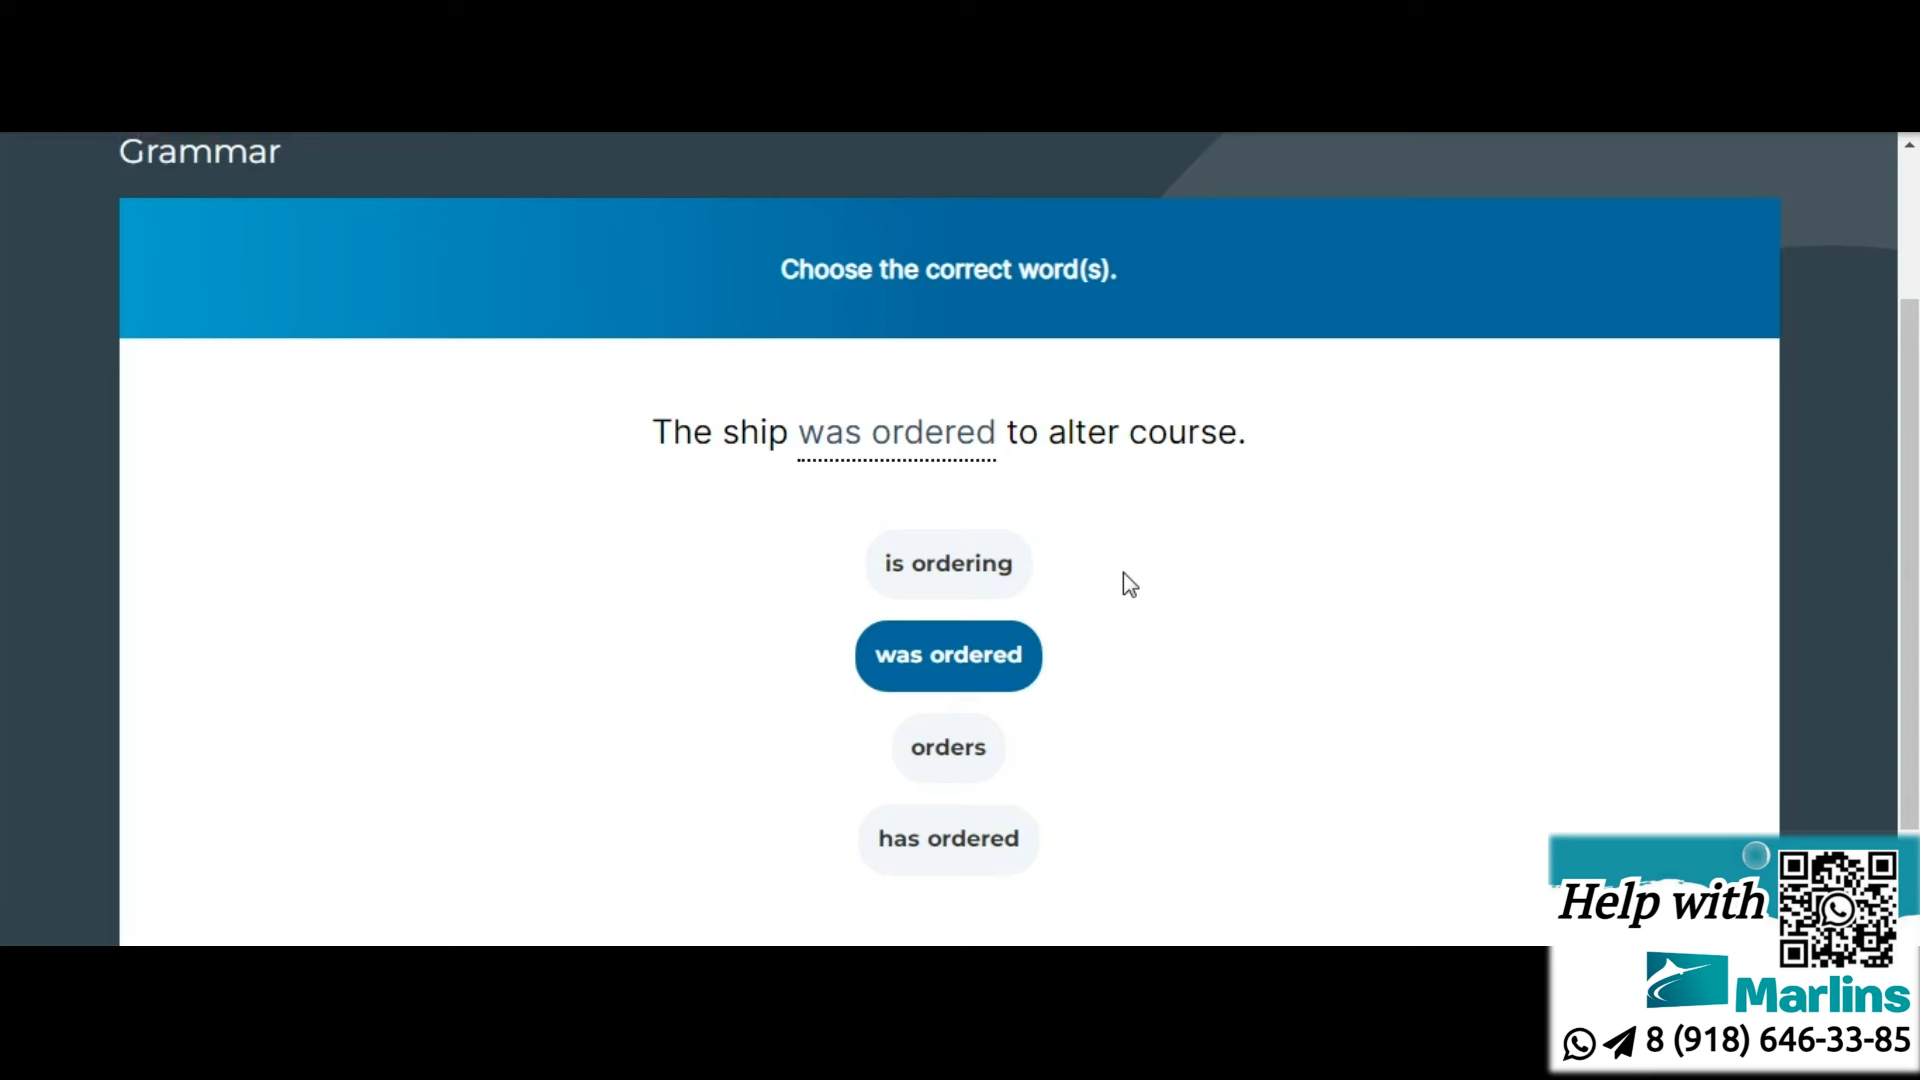 Grammar
Choose the correct word(s).
The ship was ordered to alter course.
is ordering
was ordered
orders
has ordered
Help with
Marlins
8 (918) 646-33-85